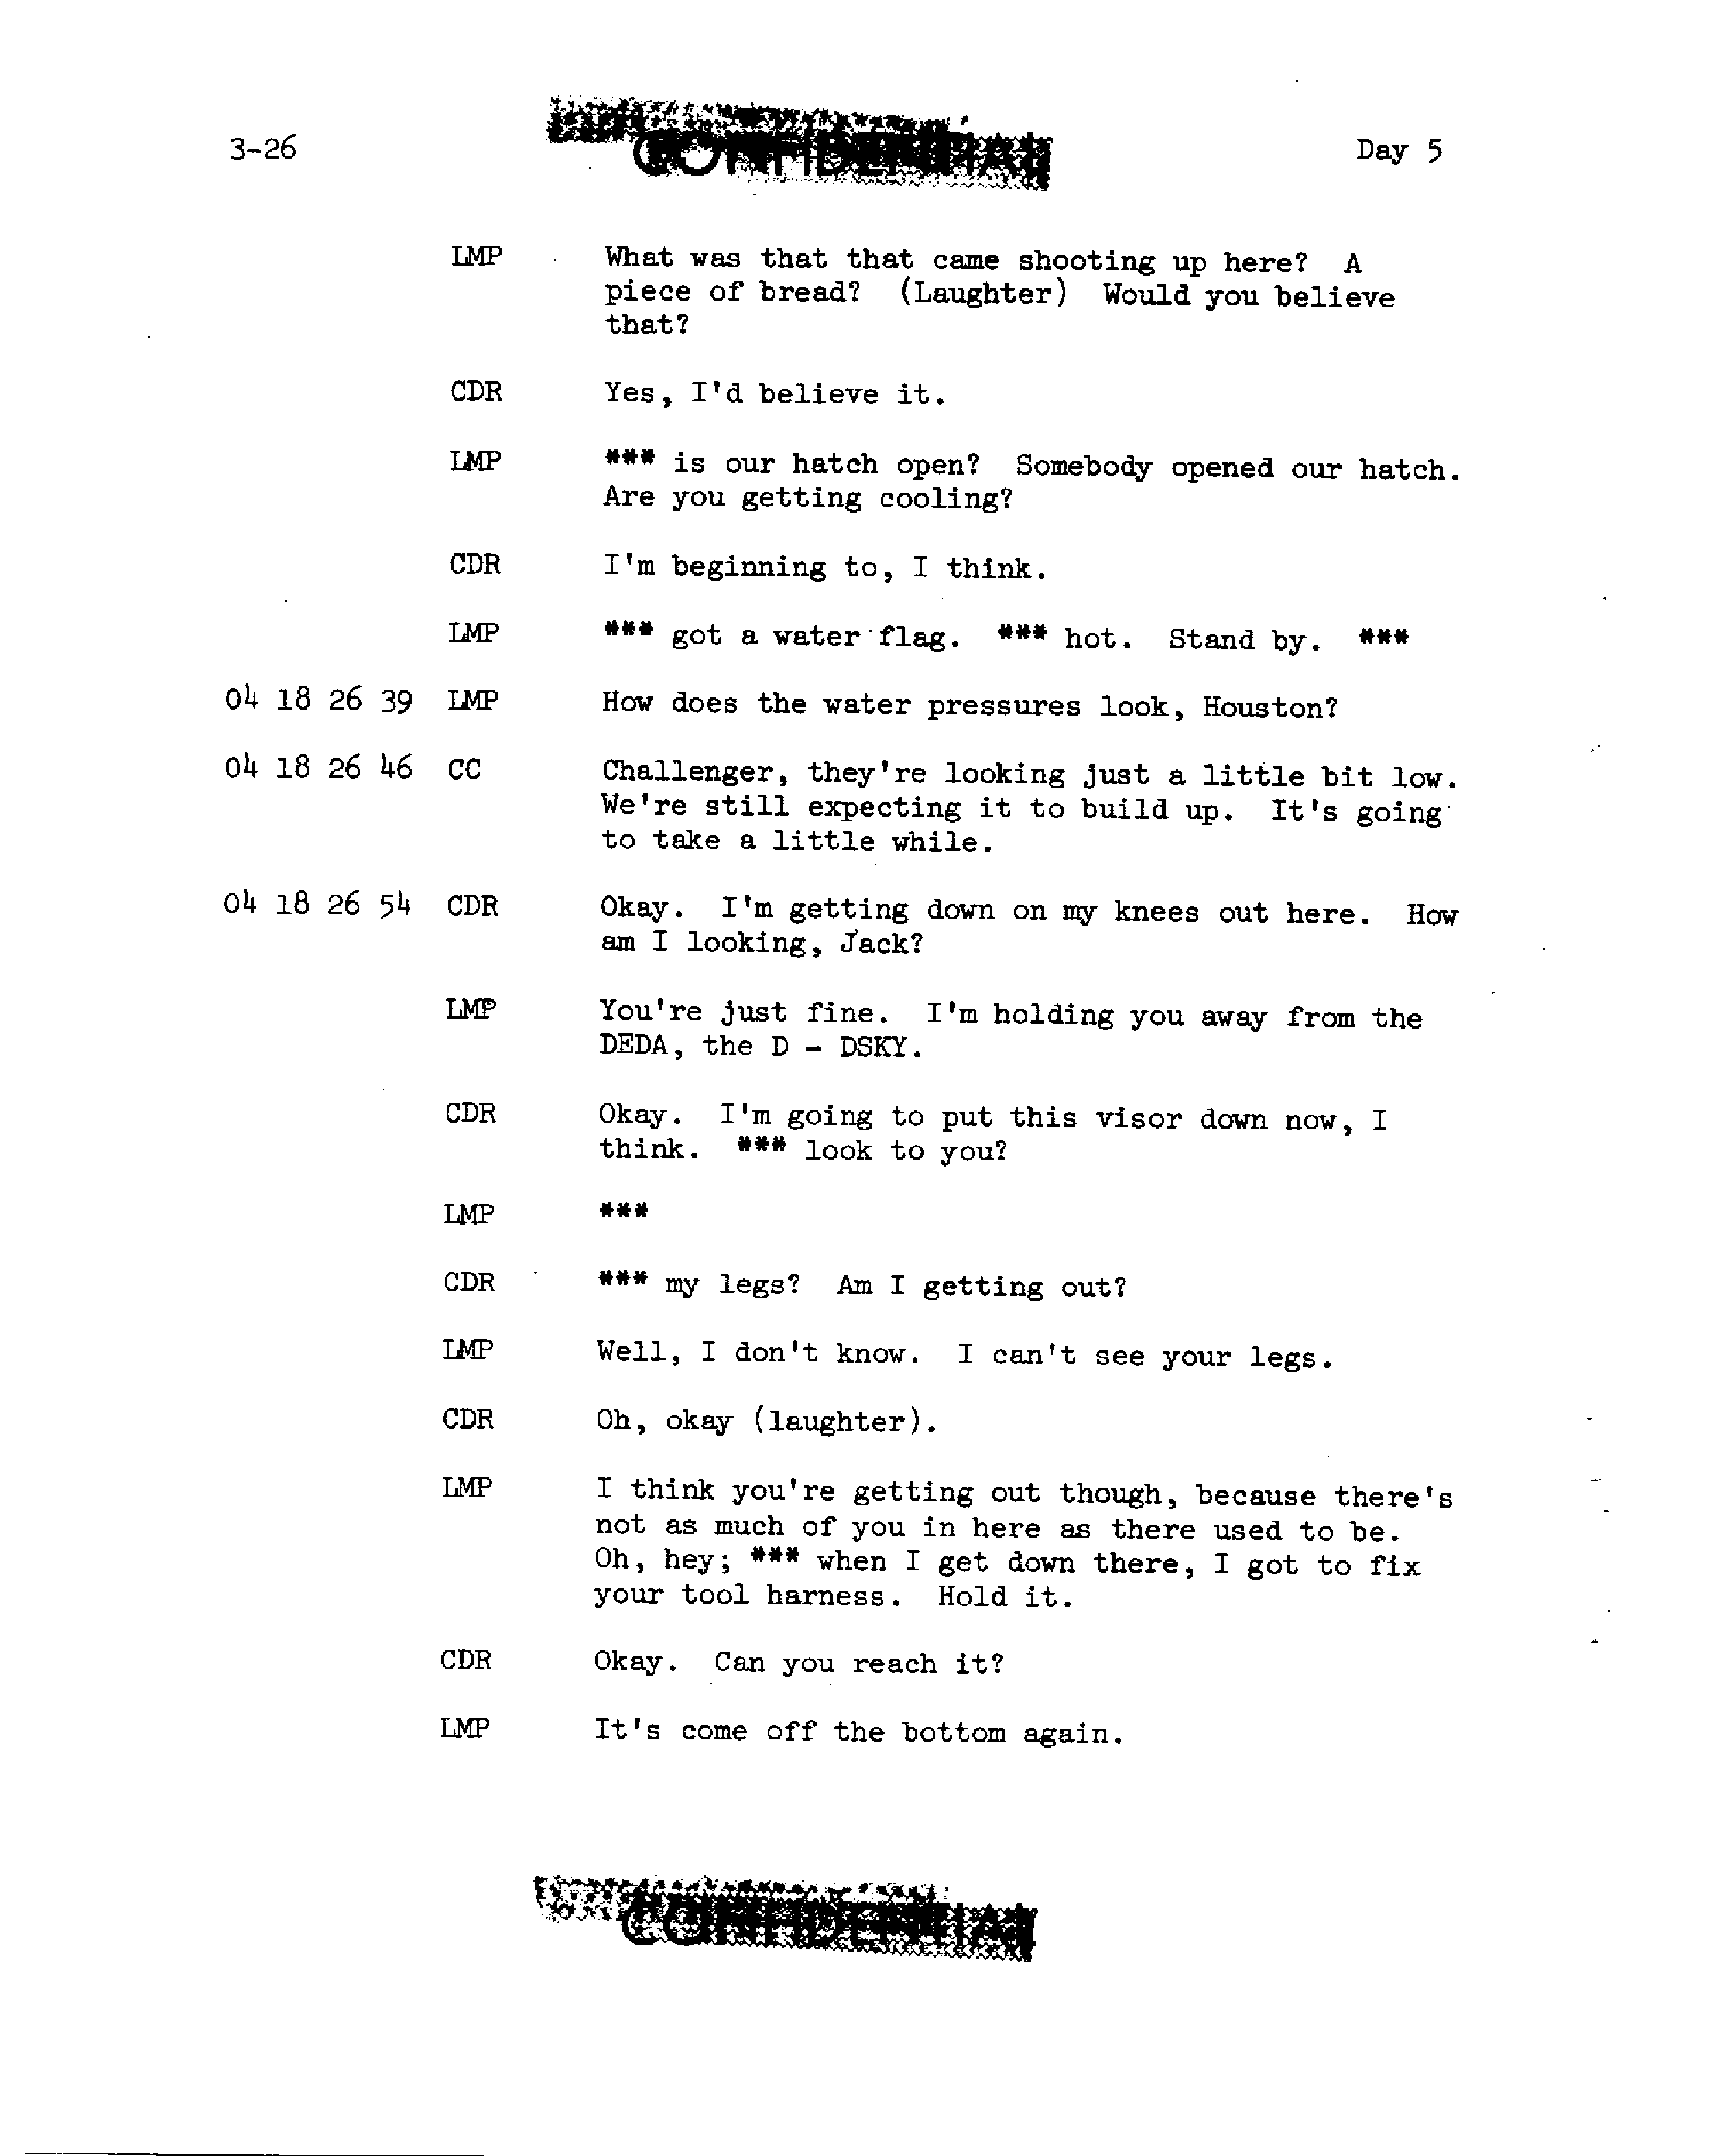 3-26 CONFIDENTIAL Day 5
LMP What was that that came shooting up here? A
piece of bread? (Laughter) Would you believe
that?
CDR Yes, I'd believe it.
LMP *** is our hatch open? Somebody opened our hatch.
Are you getting cooling?
CDR I'm beginning to, I think.
LMP *** got a water flag. *** hot. Stand by. ***
04 18 26 39 LMP How does the water pressures look, Houston?
04 18 26 46 CC Challenger, they're looking just a little bit low.
We're still expecting it to build up. It's going
to take a little while.
04 18 26 54 CDR Okay. I'm getting down on my knees out here. How
am I looking, Jack?
LMP You're just fine. I'm holding you away from the
DEDA, the D - DSKY.
CDR Okay. I'm going to put this visor down now, I
think. *** look to you?
LMP ***
CDR *** my legs? Am I getting out?
LMP Well, I don't know. I can't see your legs.
CDR Oh, okay (laughter).
LMP I think you're getting out though, because there's
not as much of you in here as there used to be.
Oh, hey; *** when I get down there, I got to fix
your tool harness. Hold it.
CDR Okay. Can you reach it?
LMP It's come off the bottom again.
CONFIDENTIAL